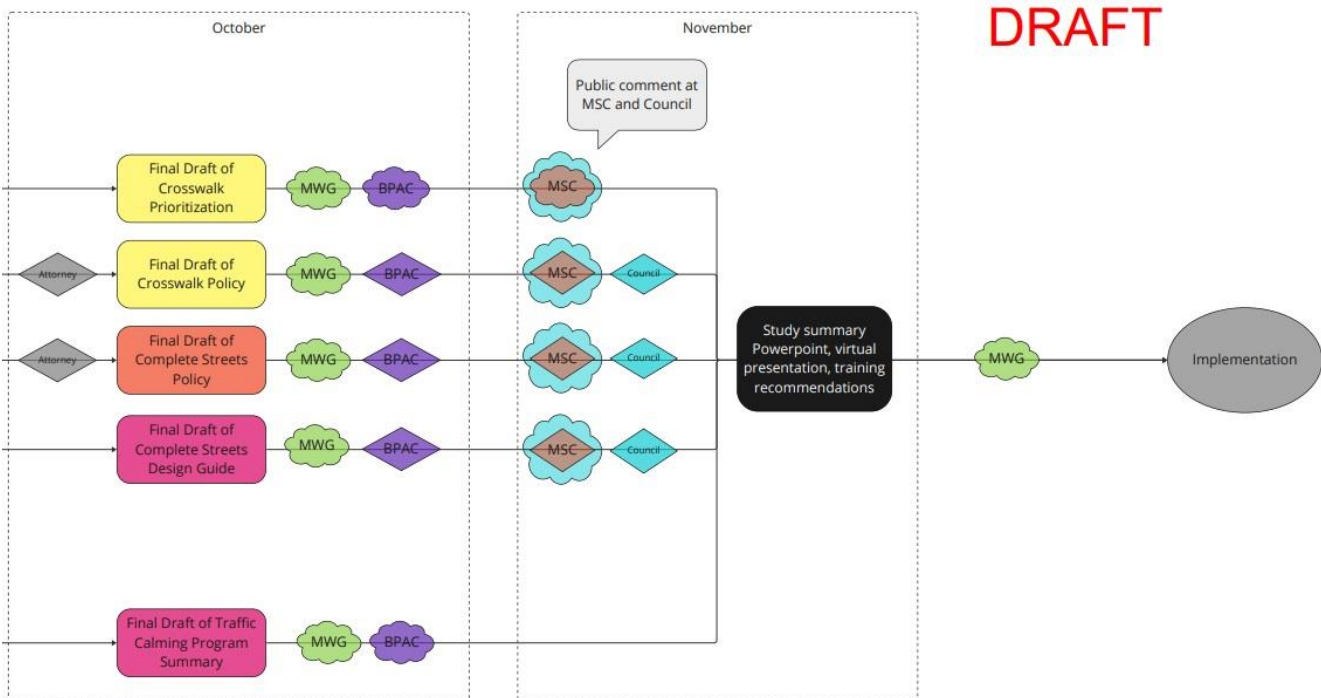 October
November
DRAFT
Public comment at
MSC and Council
Final Draft of
Crosswalk
Prioritization
MWG
BPAC
MSC
Attorney
Final Draft of
Crosswalk Policy
MWG
BPAC
MSC
Council
Attorney
Final Draft of
Complete Streets
Policy
MWG
BPAC
MSC
Council
Study summary
Powerpoint, virtual
presentation, training
recommendations
MWG
Implementation
Final Draft of
Complete Streets
Design Guide
MWG
BPAC
MSC
Council
Final Draft of Traffic
Calming Program
Summary
MWG
BPAC